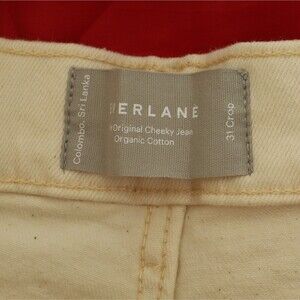 Colombo, Sri Lanka
ERLANE
Original Cheeky Jean
Organic Cotton
31 Crop